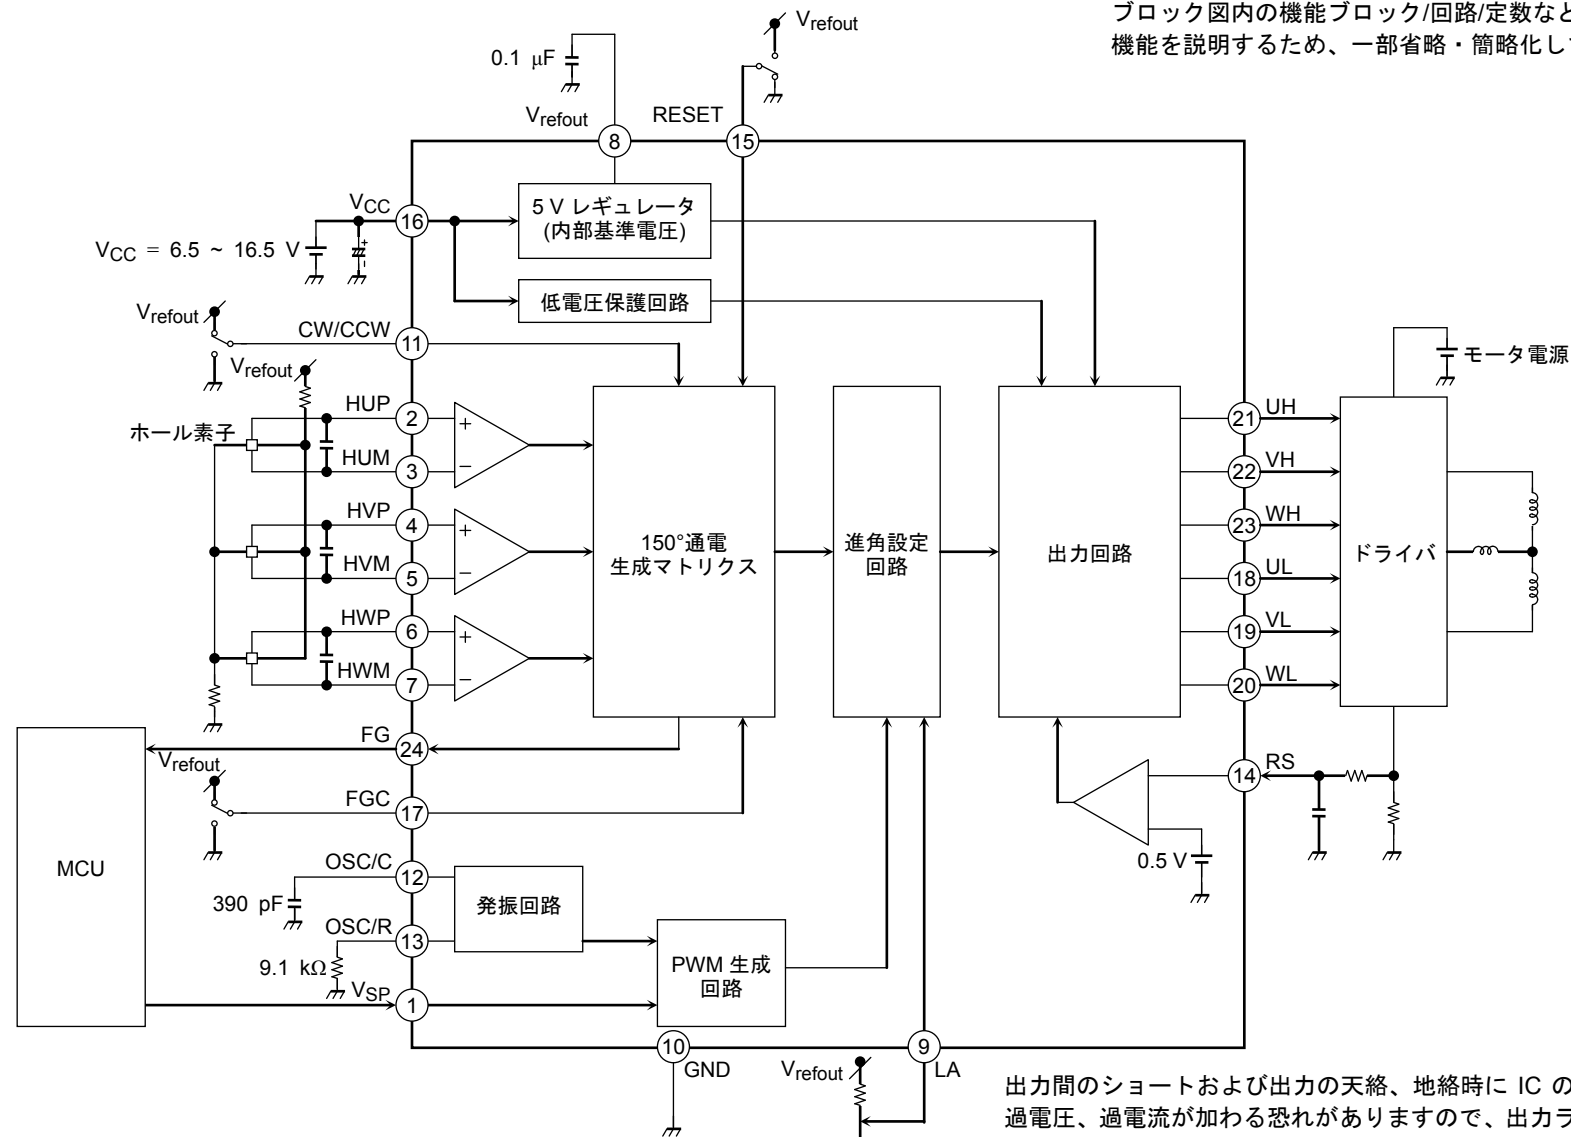 ブロック図内の機能ブロック/回路/定数など
機能を説明するため、一部省略・簡略化し
Vrefout
0.1 μF
Vrefout
RESET
8
15
VCC
16
5 V レギュレータ
(内部基準電圧)
VCC = 6.5 ~ 16.5 V
低電圧保護回路
Vrefout
CW/CCW
11
Vrefout
モータ電源
ホール素子
HUP
2
HUM
3
HVP
4
HVM
5
HWP
6
HWM
7
+
−
+
−
+
−
150°通電
生成マトリクス
進角設定
回路
出力回路
21
UH
22
VH
23
WH
18
UL
19
VL
20
WL
ドライバ
FG
24
Vrefout
FGC
17
14
RS
0.5 V
MCU
OSC/C
12
390 pF
発振回路
OSC/R
13
9.1 kΩ
PWM 生成
回路
VSP
1
10
GND
9
LA
Vrefout
出力間のショートおよび出力の天絡、地絡時に IC の
過電圧、過電流が加わる恐れがありますので、出力ラ